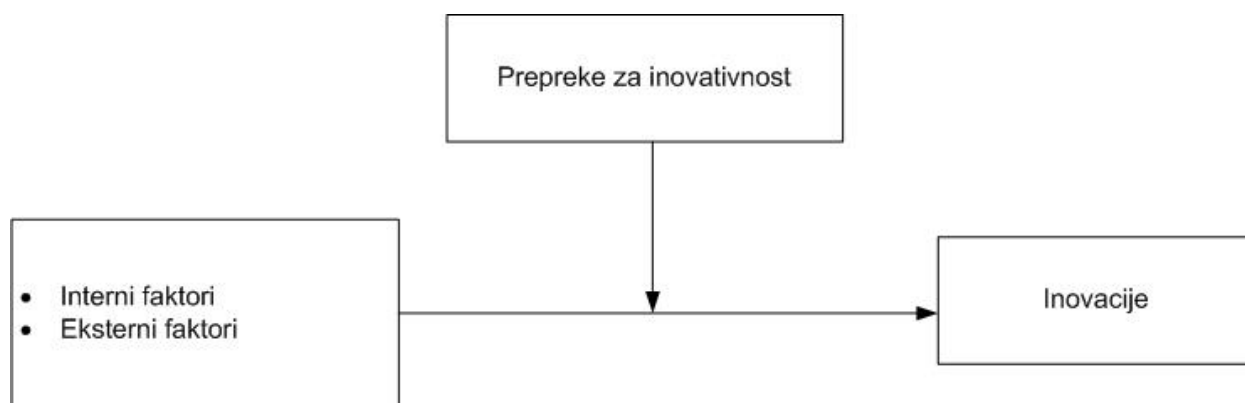 Prepreke za inovativnost
• Interni faktori
• Eksterni faktori
Inovacije